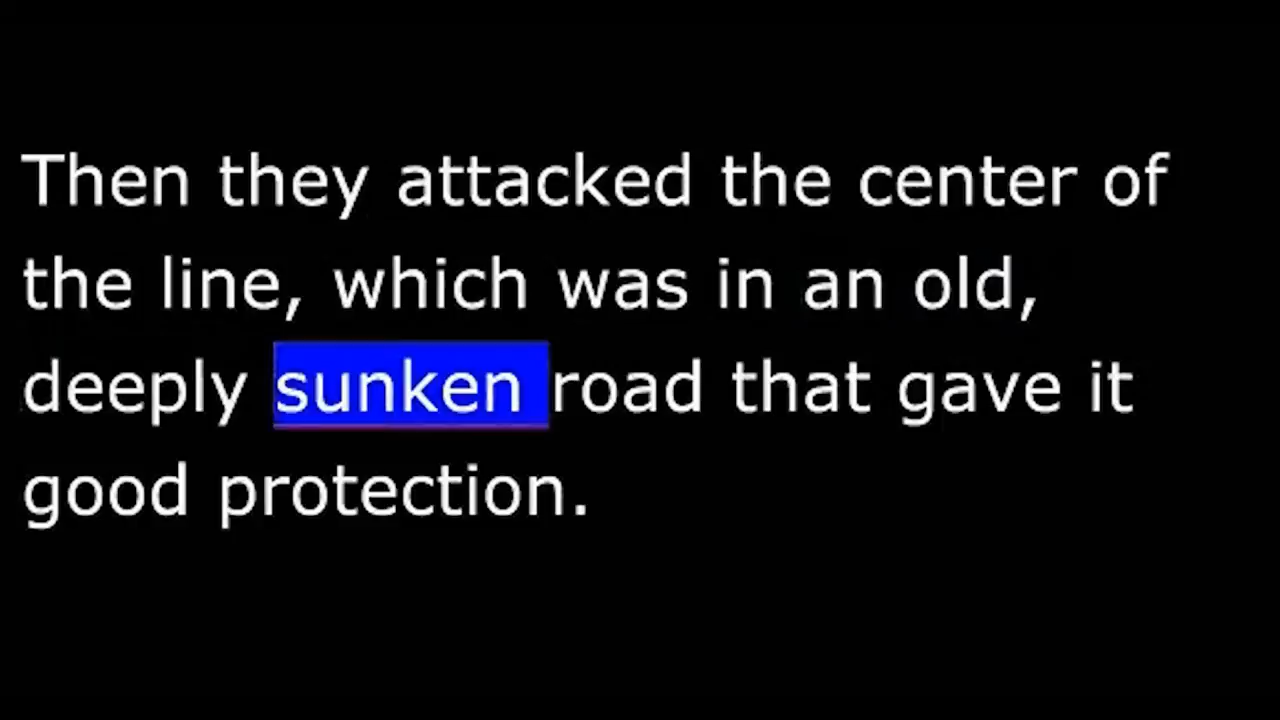 Then they attacked the center of
the line, which was in an old,
deeply sunken road that gave it
good protection.